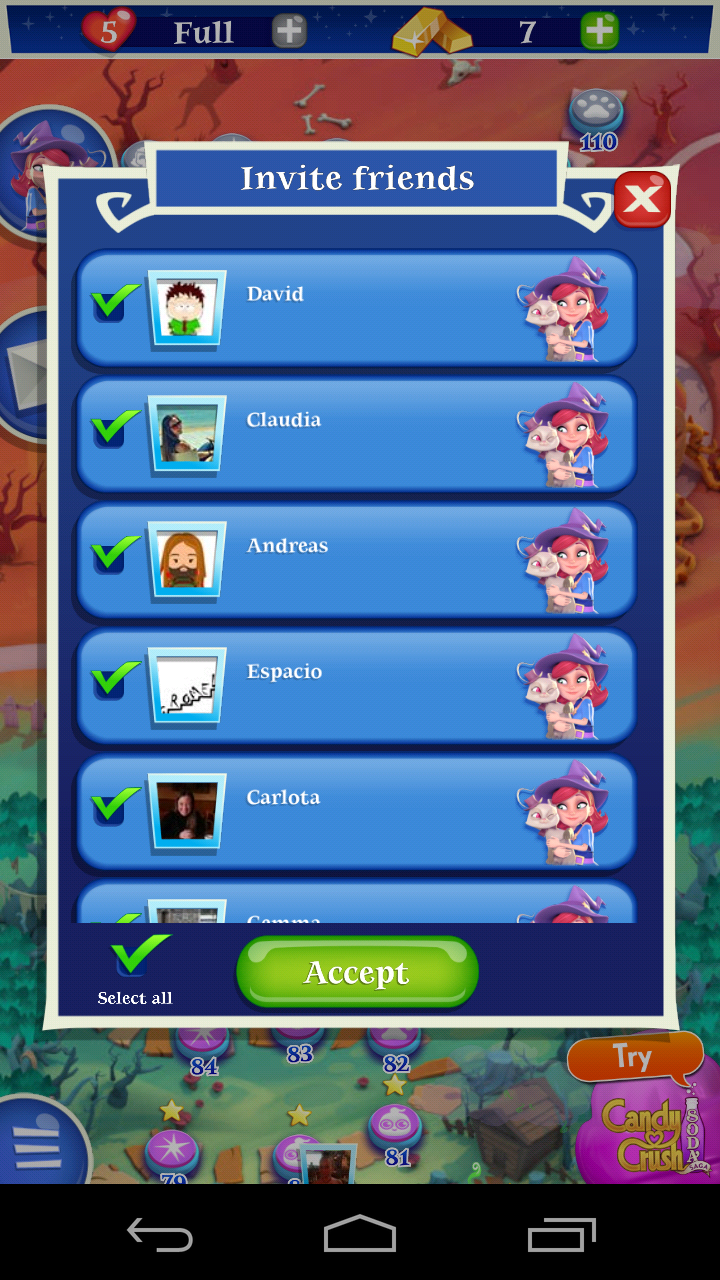 5 Full 7
110
Invite friends
David
Claudia
Andreas
Espacio
Carlota
Gemma
Select all
Accept
84
83
82
Try
Candy
Crush
SODA
SAGA
81
79